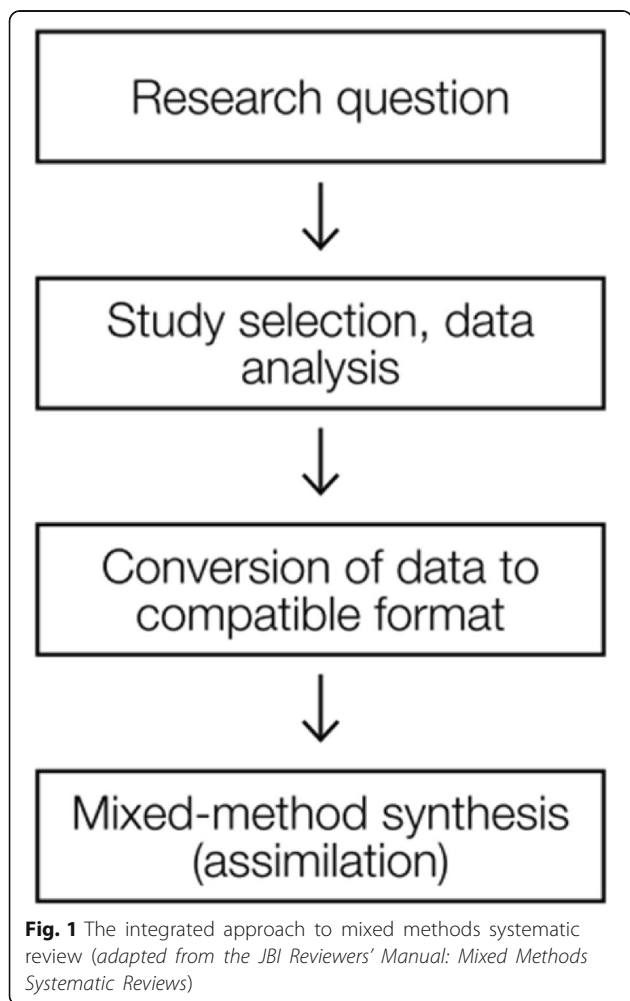 Research question
Study selection, data
analysis
Conversion of data to
compatible format
Mixed-method synthesis
(assimilation)
Fig. 1 The integrated approach to mixed methods systematic
review (adapted from the JBI Reviewers' Manual: Mixed Methods
Systematic Reviews)